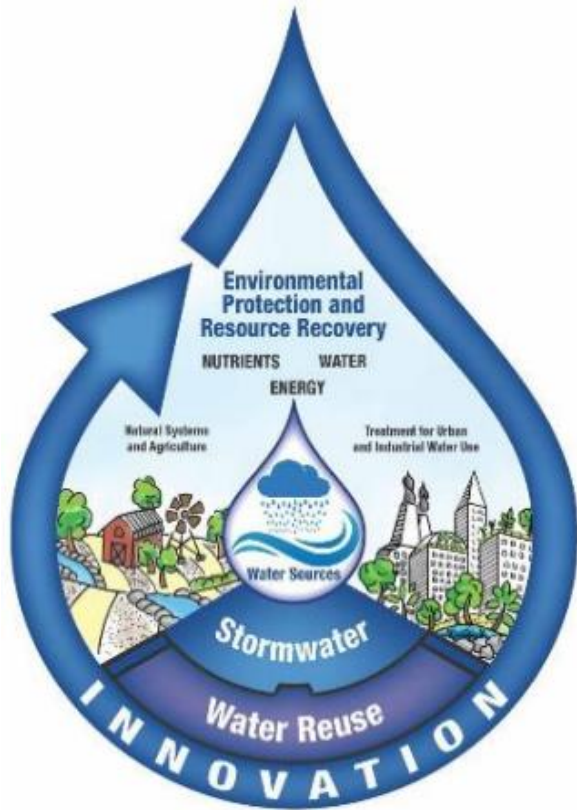 Environmental
Protection and
Resource Recovery
NUTRIENTS WATER
ENERGY
Natural Systems
and Agriculture
Treatment for Urban
and Industrial Water Use
Water Sources
Stormwater
Water Reuse
INNOVATION